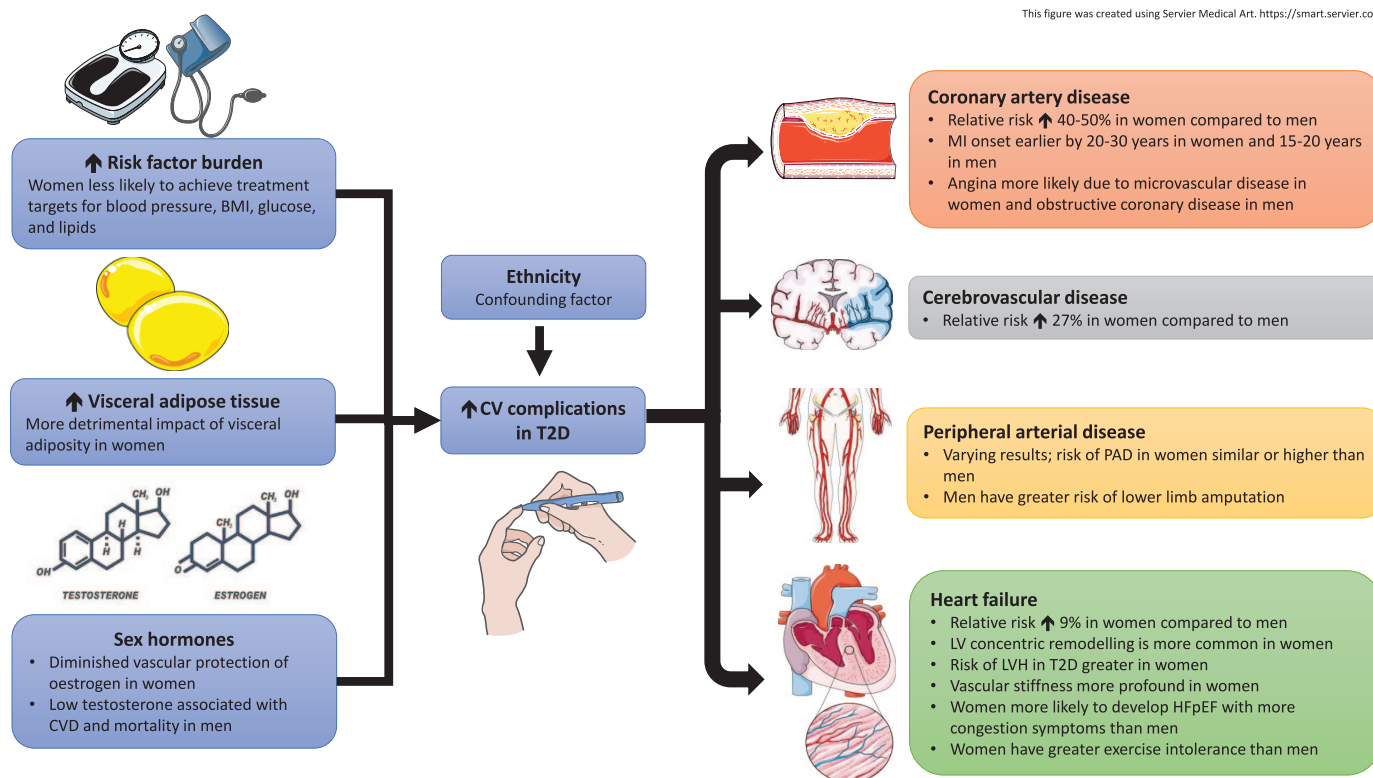 This figure was created using Servier Medical Art. https://smart.servier.co
↑ Risk factor burden
Women less likely to achieve treatment
targets for blood pressure, BMI, glucose,
and lipids
↑ Visceral adipose tissue
More detrimental impact of visceral
adiposity in women
CH₃ OH
H
H H
OH
TESTOSTERONE
CH₃ OH
CH₃
O
ESTROGEN
Sex hormones
• Diminished vascular protection of
oestrogen in women
• Low testosterone associated with
CVD and mortality in men
Ethnicity
Confounding factor
↑ CV complications
in T2D
Coronary artery disease
• Relative risk ↑ 40-50% in women compared to men
• MI onset earlier by 20-30 years in women and 15-20 years
in men
• Angina more likely due to microvascular disease in
women and obstructive coronary disease in men
Cerebrovascular disease
• Relative risk ↑ 27% in women compared to men
Peripheral arterial disease
• Varying results; risk of PAD in women similar or higher than
men
• Men have greater risk of lower limb amputation
Heart failure
• Relative risk ↑ 9% in women compared to men
• LV concentric remodelling is more common in women
• Risk of LVH in T2D greater in women
• Vascular stiffness more profound in women
• Women more likely to develop HFpEF with more
congestion symptoms than men
• Women have greater exercise intolerance than men